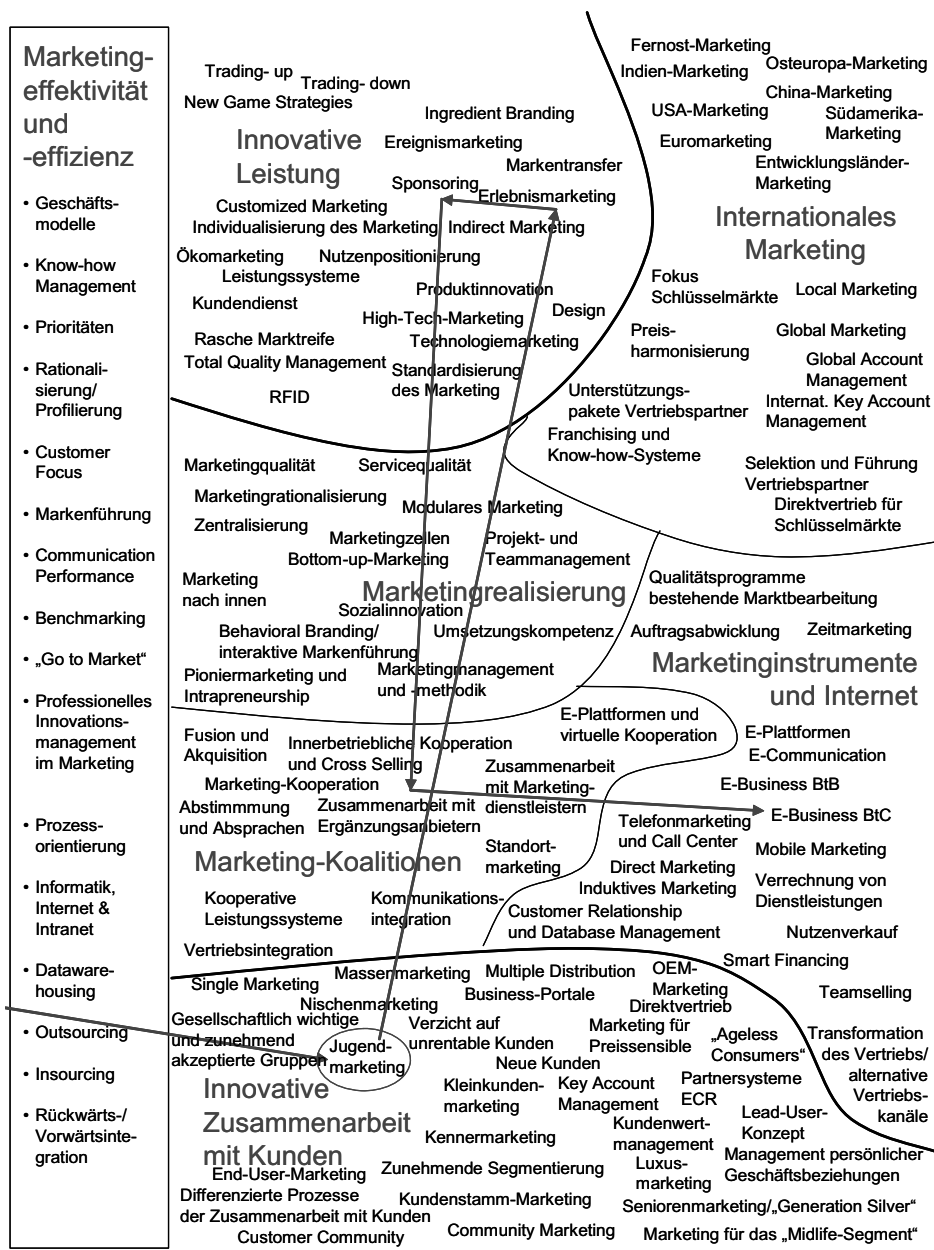 Marketing-
effektivität
und
-effizienz
• Geschäfts-
modelle
• Know-how
Management
• Prioritäten
• Rationali-
sierung/
Profilierung
• Customer
Focus
• Markenführung
• Communication
Performance
• Benchmarking
• „Go to Market“
• Professionelles
Innovations-
management
im Marketing
• Prozess-
orientierung
• Informatik,
Internet &
Intranet
• Dataware-
housing
• Outsourcing
• Insourcing
• Rückwärts-/
Vorwärtsinte-
gration
Trading- up
Trading- down
New Game Strategies
Ingredient Branding
Innovative
Leistung
Ereignismarketing
Markentransfer
Sponsoring
Erlebnismarketing
Customized Marketing
Individualisierung des Marketing
Indirect Marketing
Ökomarketing
Nutzenpositionierung
Leistungssysteme
Produktinnovation
Kundendienst
Design
High-Tech-Marketing
Rasche Marktreife
Technologiemarketing
Total Quality Management
Standardisierung
des Marketing
RFID
Fernost-Marketing
Indien-Marketing
Osteuropa-Marketing
China-Marketing
USA-Marketing
Südamerika-
Marketing
Euromarketing
Entwicklungsländer-
Marketing
Internationales
Marketing
Fokus
Schlüsselmärkte
Local Marketing
Preis-
harmonisierung
Global Marketing
Global Account
Management
Unterstützungs-
pakete Vertriebspartner
Internat. Key Account
Management
Franchising und
Know-how-Systeme
Selektion und Führung
Vertriebspartner
Direktvertrieb für
Schlüsselmärkte
Marketingqualität
Servicequalität
Marketingrationalisierung
Modulares Marketing
Zentralisierung
Marketingzellen
Projekt- und
Teammanagement
Bottom-up-Marketing
Marketing
nach innen
Marketingrealisierung
Sozialinnovation
Behavioral Branding/
interaktive Markenführung
Umsetzungskompetenz
Pioniermarketing und
Intrapreneurship
Marketingmanagement
und -methodik
Qualitätsprogramme
bestehende Marktbearbeitung
Auftragsabwicklung
Zeitmarketing
Marketinginstrumente
und Internet
E-Plattformen und
virtuelle Kooperation
E-Plattformen
E-Communication
E-Business BtB
E-Business BtC
Telefonmarketing
und Call Center
Mobile Marketing
Direct Marketing
Induktives Marketing
Verrechnung von
Dienstleistungen
Customer Relationship
und Database Management
Nutzenverkauf
Smart Financing
Teamselling
Transformation
des Vertriebs/
alternative
Vertriebs-
kanäle
Fusion und
Akquisition
Innerbetriebliche Kooperation
und Cross Selling
Zusammenarbeit
mit Marketing-
dienstleistern
Marketing-Kooperation
Abstimmmung
und Absprachen
Zusammenarbeit mit
Ergänzungsanbietern
Standort-
marketing
Marketing-Koalitionen
Kooperative
Leistungssysteme
Kommunikations-
integration
Vertriebsintegration
Single Marketing
Massenmarketing
Multiple Distribution
OEM-
Marketing
Nischenmarketing
Business-Portale
Direktvertrieb
Gesellschaftlich wichtige
und zunehmend
akzeptierte Gruppen
Jugend-
marketing
Verzicht auf
unrentable Kunden
Marketing für
Preissensible
„Ageless
Consumers“
Neue Kunden
Innovative
Zusammenarbeit
mit Kunden
Kleinkunden-
marketing
Key Account
Management
Partnersysteme
ECR
Lead-User-
Konzept
Kennermarketing
Kundenwert-
management
Management persönlicher
Geschäftsbeziehungen
End-User-Marketing
Zunehmende Segmentierung
Luxus-
marketing
Differenzierte Prozesse
der Zusammenarbeit mit Kunden
Kundenstamm-Marketing
Seniorenmarketing/„Generation Silver“
Customer Community
Community Marketing
Marketing für das „Midlife-Segment“